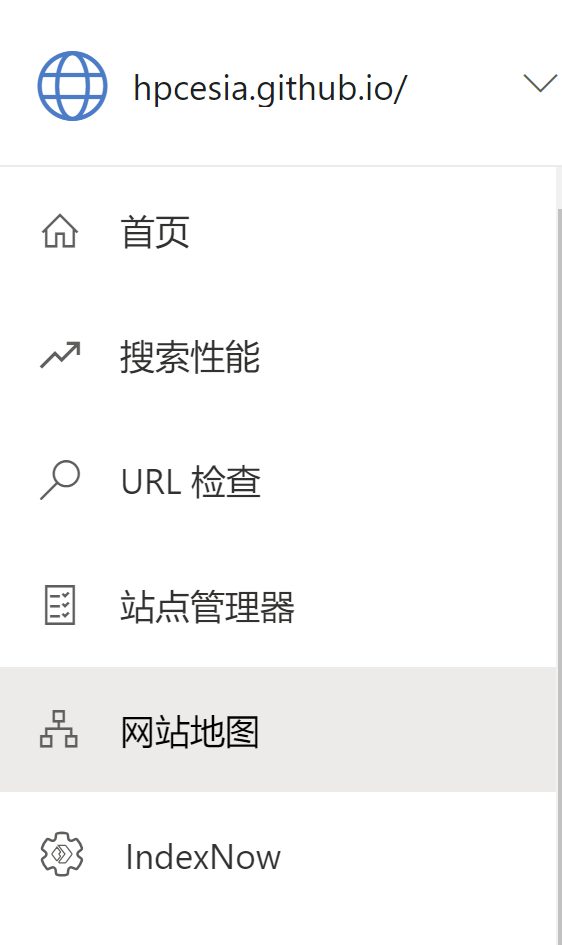 hpcesia.github.io/
首页
搜索性能
URL 检查
站点管理器
网站地图
IndexNow